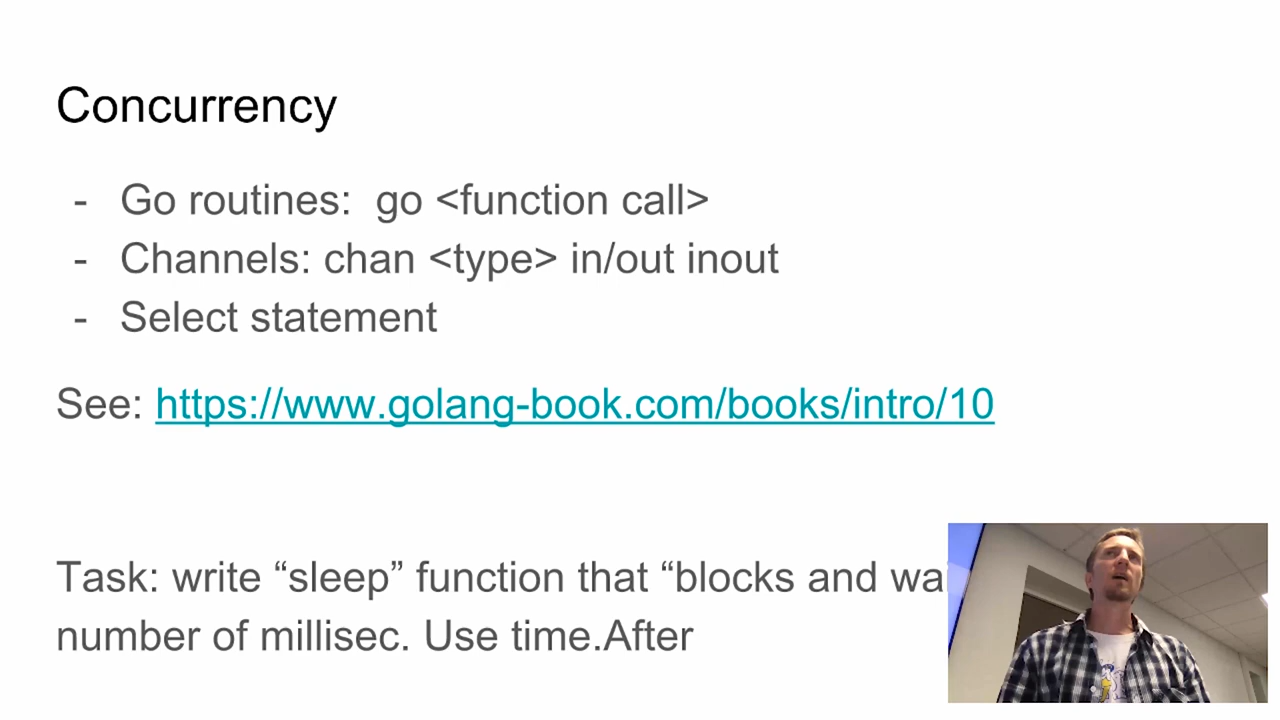 Concurrency
- Go routines: go <function call>
- Channels: chan <type> in/out inout
- Select statement
See: https://www.golang-book.com/books/intro/10
Task: write “sleep” function that “blocks and
number of millisec. Use time.After